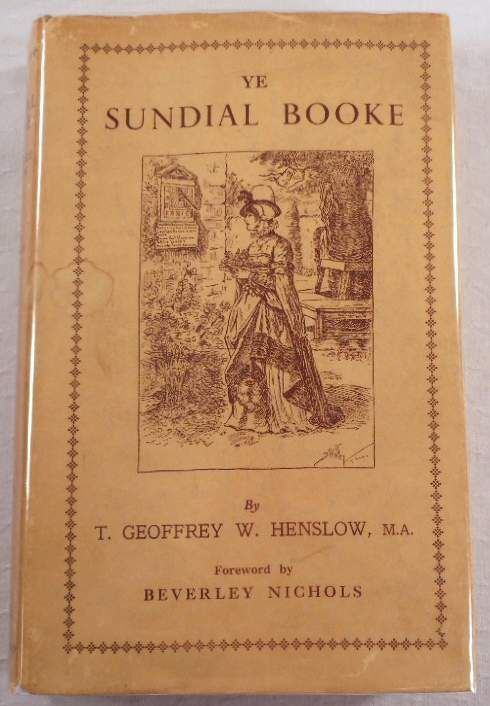 YE
SUNDIAL BOOKE
By
T. GEOFFREY W. HENSLOW, M.A.
Foreword by
BEVERLEY NICHOLS